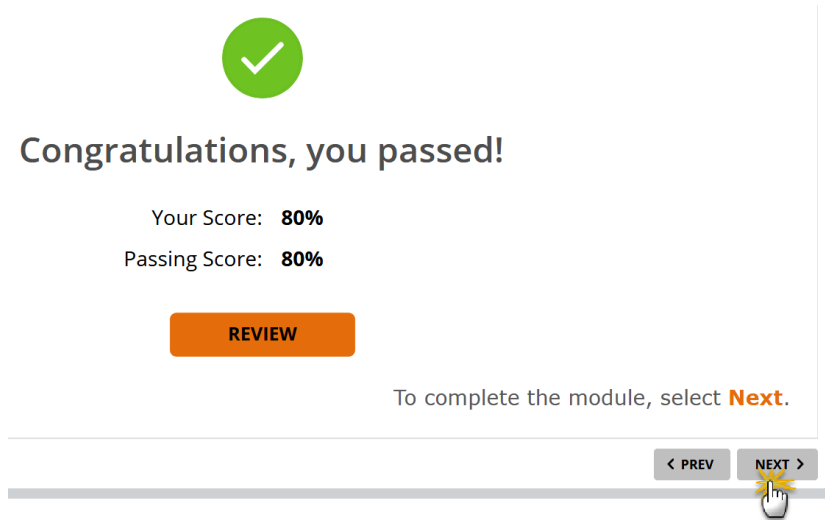 Congratulations, you passed!
Your Score: 80%
Passing Score: 80%
REVIEW
To complete the module, select Next.
PREV
NEXT